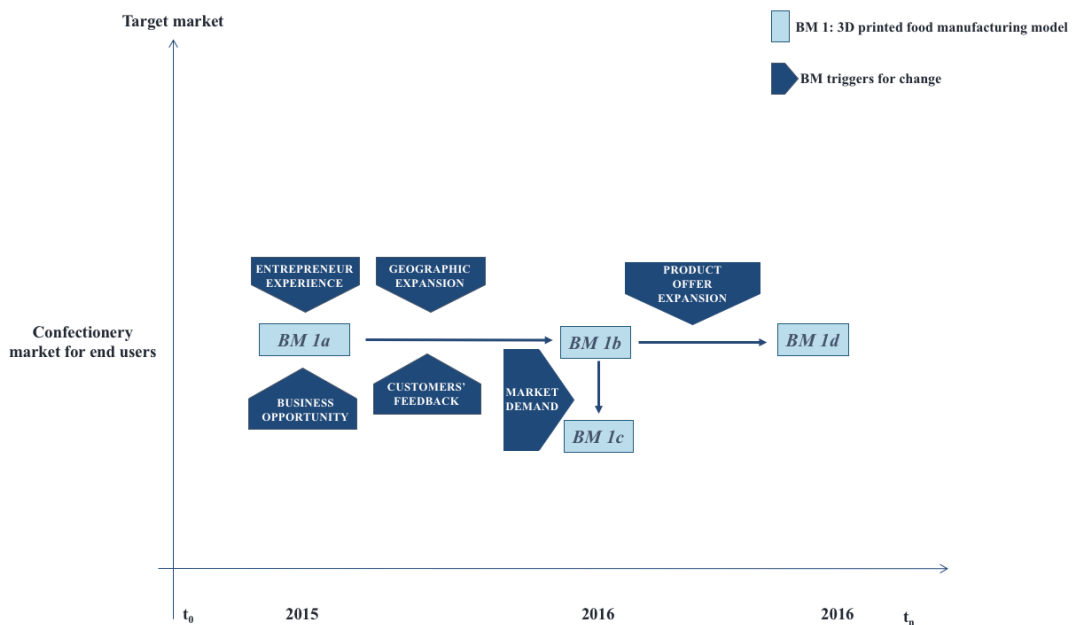 Target market
BM 1: 3D printed food manufacturing model
BM triggers for change
ENTREPRENEUR
EXPERIENCE
GEOGRAPHIC
EXPANSION
PRODUCT
OFFER
EXPANSION
Confectionery
market for end users
BM 1a
BM 1b
BM 1d
BUSINESS
OPPORTUNITY
CUSTOMERS’
FEEDBACK
MARKET
DEMAND
BM 1c
t0
2015
2016
2016
tn